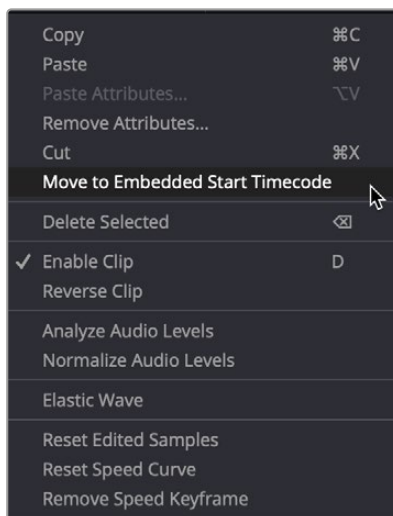 Copy ⌘C
Paste ⌘V
Paste Attributes... ⌥V
Remove Attributes...
Cut ⌘X
Move to Embedded Start Timecode
Delete Selected ⌫
✓ Enable Clip D
Reverse Clip
Analyze Audio Levels
Normalize Audio Levels
Elastic Wave
Reset Edited Samples
Reset Speed Curve
Remove Speed Keyframe